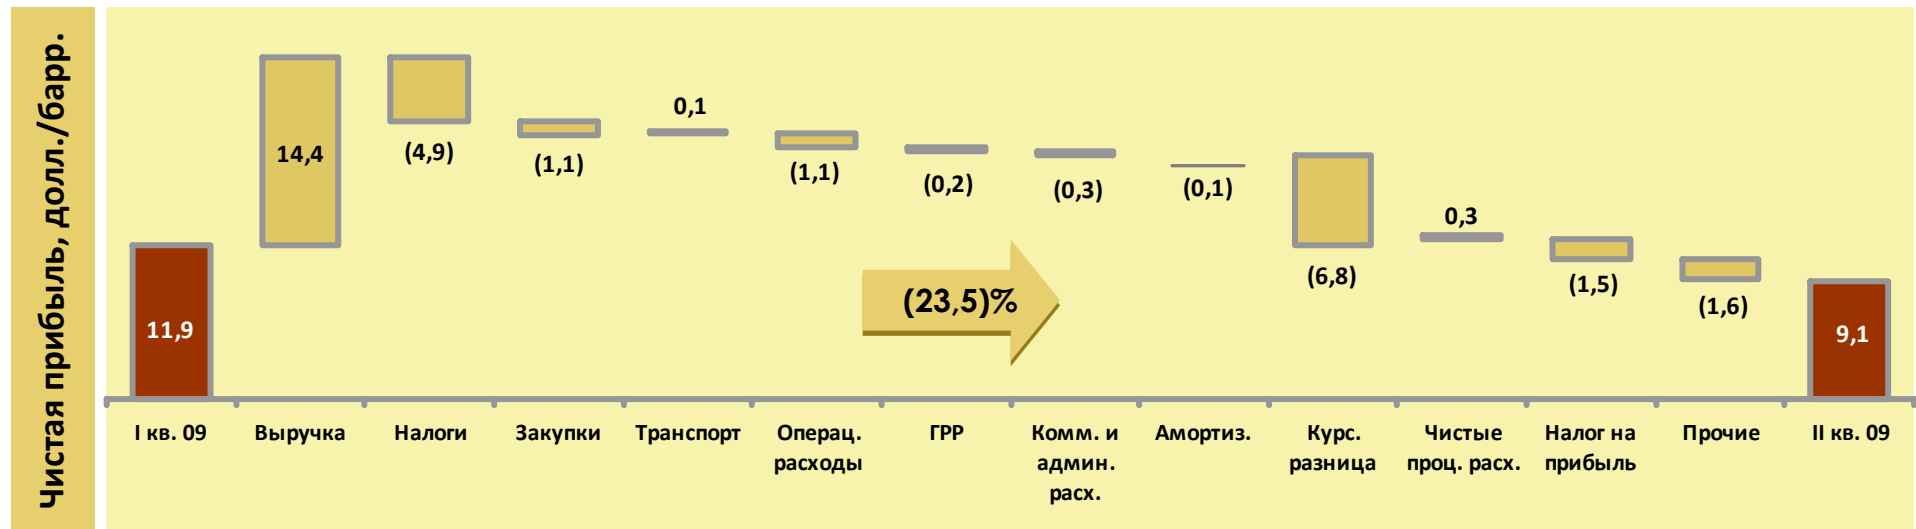 Чистая прибыль, долл./барр.
11,9
14,4
(4,9)
(1,1)
0,1
(1,1)
(0,2)
(0,3)
(0,1)
(6,8)
0,3
(1,5)
(1,6)
9,1
(23,5)%
I кв. 09
Выручка
Налоги
Закупки
Транспорт
Операц.
расходы
ГРР
Комм. и
админ.
расх.
Амортиз.
Курс.
разница
Чистые
проц. расх.
Налог на
прибыль
Прочие
II кв. 09